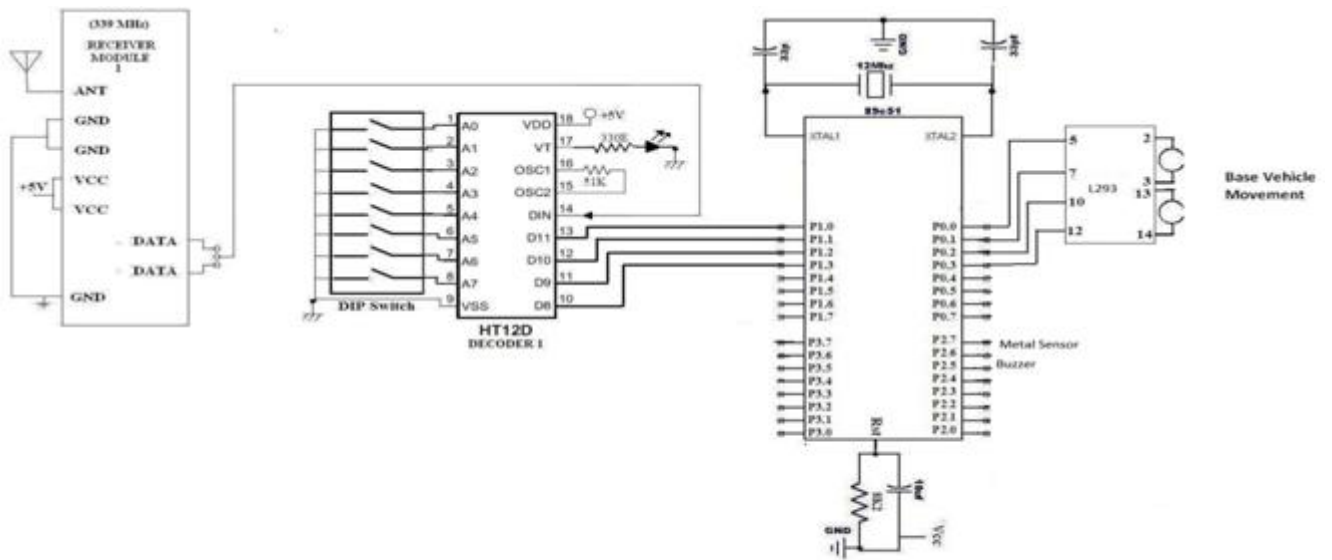 (330 MHz)
RECEIVER
MODULE
1
ANT
GND
GND
+5V
VCC
VCC
DATA
DATA
GND
1 A0
2 A1
3 A2
4 A3
5 A4
6 A5
7 A6
8 A7
9 VSS
DIP Switch
VDD 18
+5V
VT 17
330E
OSC1 16
51K
OSC2 15
DIN 14
D11 13
D10 12
D9 11
D8 10
HT12D
DECODER 1
33p
GND
33pf
12Mhz
89c51
XTAL1
XTAL2
P1.0
P1.1
P1.2
P1.3
P1.4
P1.5
P1.6
P1.7
P3.7
P3.6
P3.5
P3.4
P3.3
P3.2
P3.1
P3.0
P0.0
P0.1
P0.2
P0.3
P0.4
P0.5
P0.6
P0.7
P2.7
P2.6
P2.5
P2.4
P2.3
P2.2
P2.1
P2.0
Metal Sensor
Buzzer
Rst
8K2
10uf
GND
Vcc
5
7
10
12
L293
2
3
13
14
Base Vehicle
Movement